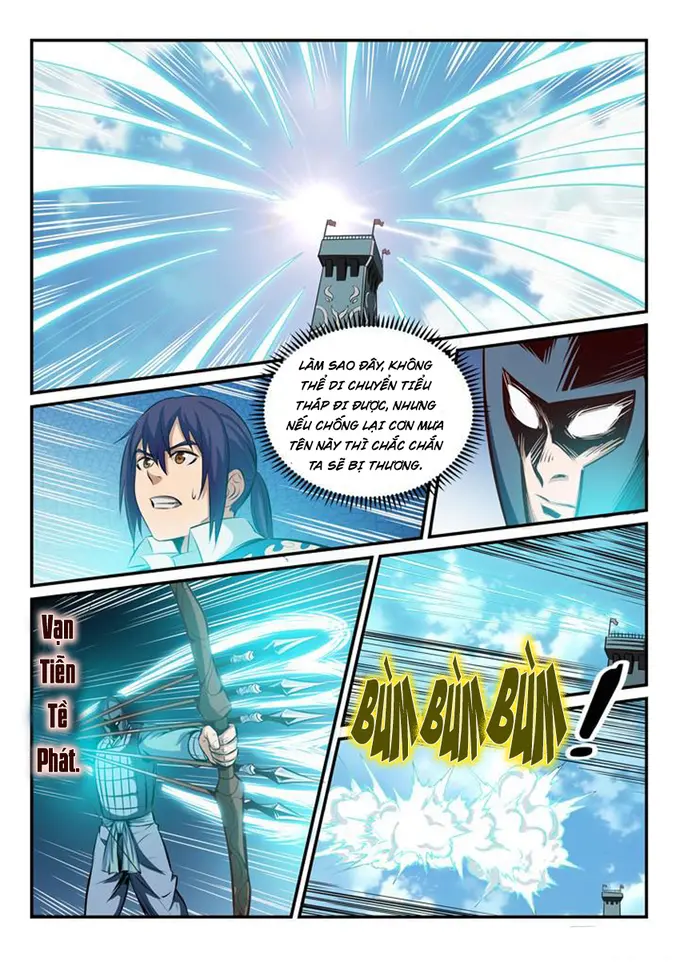 LÀM SAO ĐÂY, KHÔNG
THỂ DI CHUYỂN TIỂU
THÁP ĐI ĐƯỢC, NHƯNG
NẾU CHỐNG LẠI CƠN MƯA
TÊN NÀY THÌ CHẮC CHẮN
TA SẼ BỊ THƯƠNG.
Vạn
Tiễn
Tề
Phát.
BÙM BÙM BÙM!